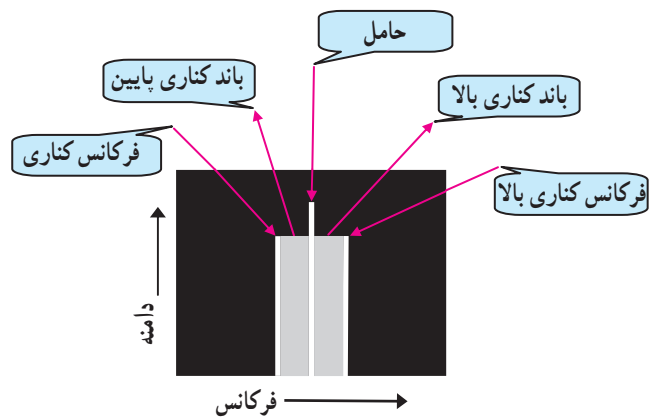 حامل
باند کناری پایین
باند کناری بالا
فرکانس کناری
فرکانس کناری بالا
دامنه
فرکانس